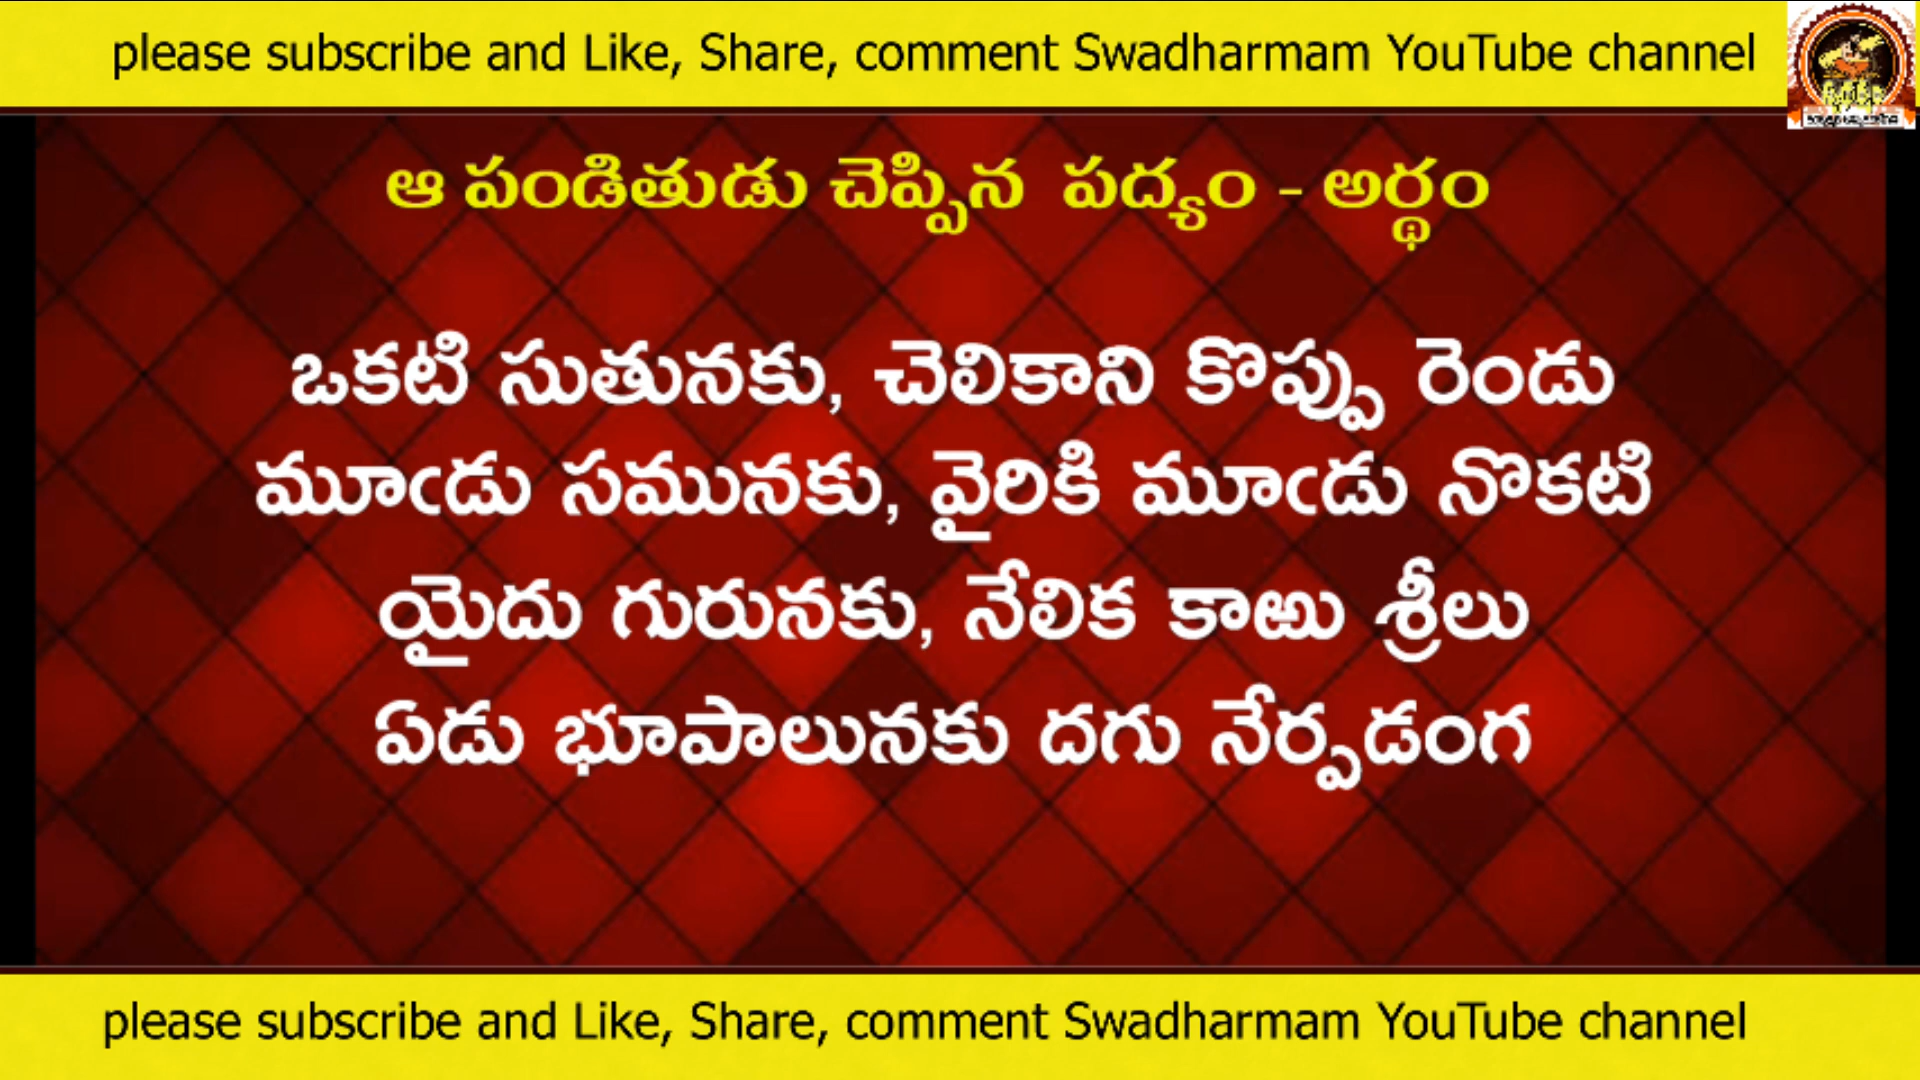 please subscribe and Like, Share, comment Swadharmam YouTube channel
ఆ పండితుడు చెప్పిన పద్యం - అర్థం
ఒకటి సుతునకు, చెలికాని కొప్పు రెండు
మూఁడు సమునకు, వైరికి మూఁడు నొకటి
యైదు గురునకు, నేలిక కాఱు శ్రీలు
ఏడు భూపాలునకు దగు నేర్పడంగ
please subscribe and Like, Share, comment Swadharmam YouTube channel